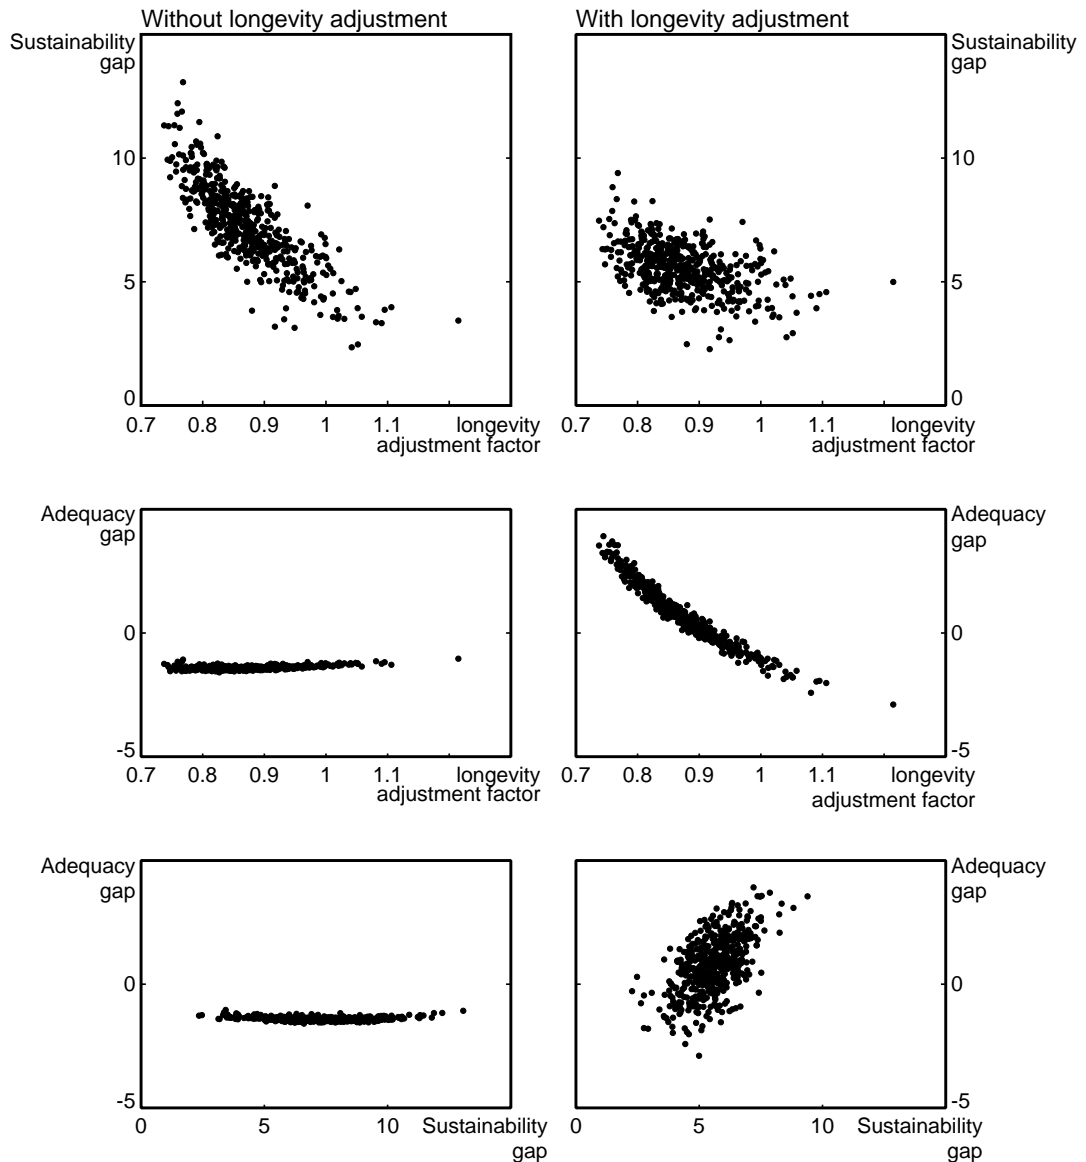 Without longevity adjustment
With longevity adjustment
Sustainability
gap
10
5
0
0.7 0.8 0.9 1 1.1 longevity
adjustment factor
Sustainability
gap
10
5
0
0.7 0.8 0.9 1 1.1 longevity
adjustment factor
Adequacy
gap
0
-5
0.7 0.8 0.9 1 1.1 longevity
adjustment factor
Adequacy
gap
0
-5
0.7 0.8 0.9 1 1.1 longevity
adjustment factor
Adequacy
gap
0
-5
0 5 10 Sustainability
gap
Adequacy
gap
0
-5
0 5 10 Sustainability
gap